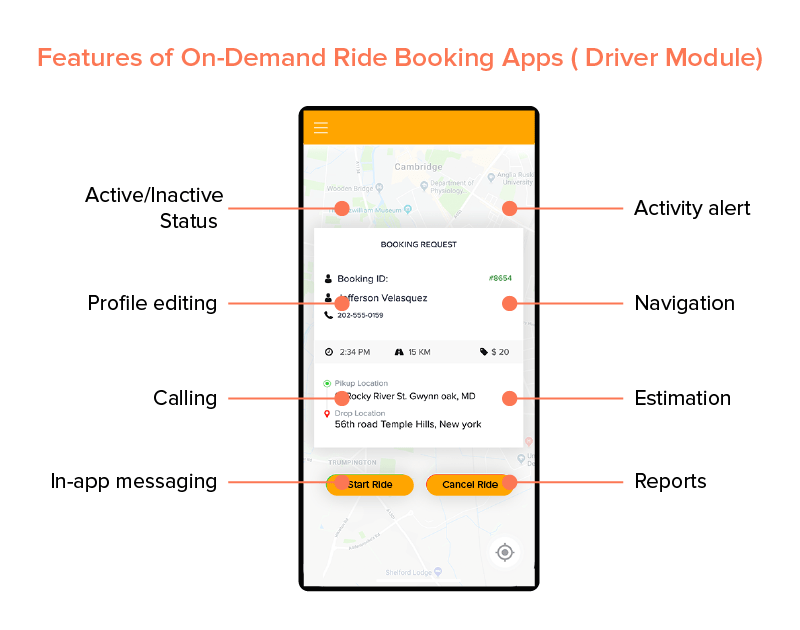 Features of On-Demand Ride Booking Apps ( Driver Module)
Active/Inactive
Status
Profile editing
Calling
In-app messaging
Cambridge
Wooden Bridge
Department of
Physiology,
Anglia Rusk
University
william Museum
BOOKING REQUEST
Booking ID:
#8654
Jefferson Velasquez
202-555-0159
2:34 PM
15 KM
$ 20
Pikup Location
Rocky River St. Gwynn oak, MD
Drop Location
56th road Temple Hills, New york
TRUMPINGTON
Start Ride
Cancel Ride
Shelford Lodge
Activity alert
Navigation
Estimation
Reports